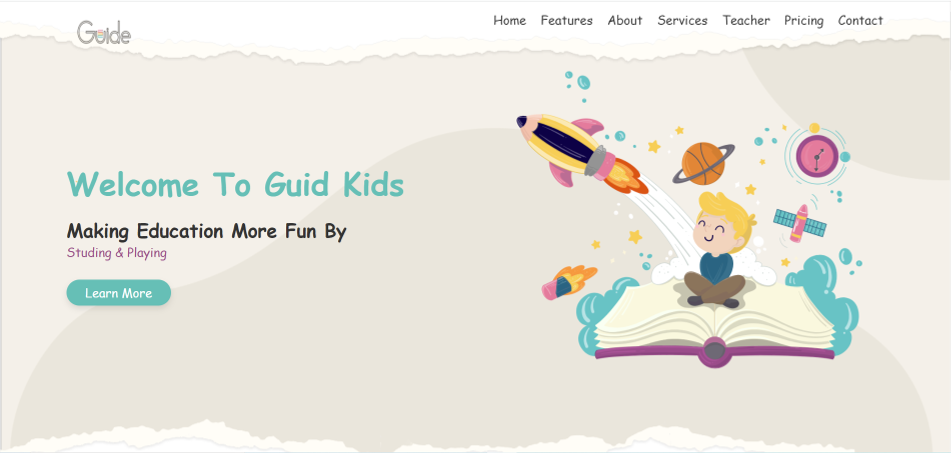 Guide
Home Features About Services Teacher Pricing Contact
Welcome To Guid Kids
Making Education More Fun By
Studing & Playing
Learn More